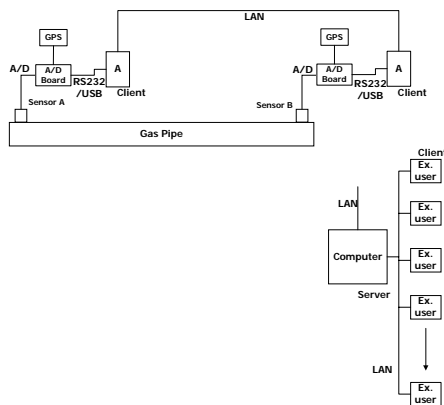 LAN
GPS
A/D
A/D
Board
RS232
/USB
A
Client
Sensor A
GPS
A/D
A/D
Board
RS232
/USB
A
Client
Sensor B
Gas Pipe
Client
Ex.
user
LAN
Ex.
user
Computer
Ex.
user
Server
Ex.
user
LAN
Ex.
user